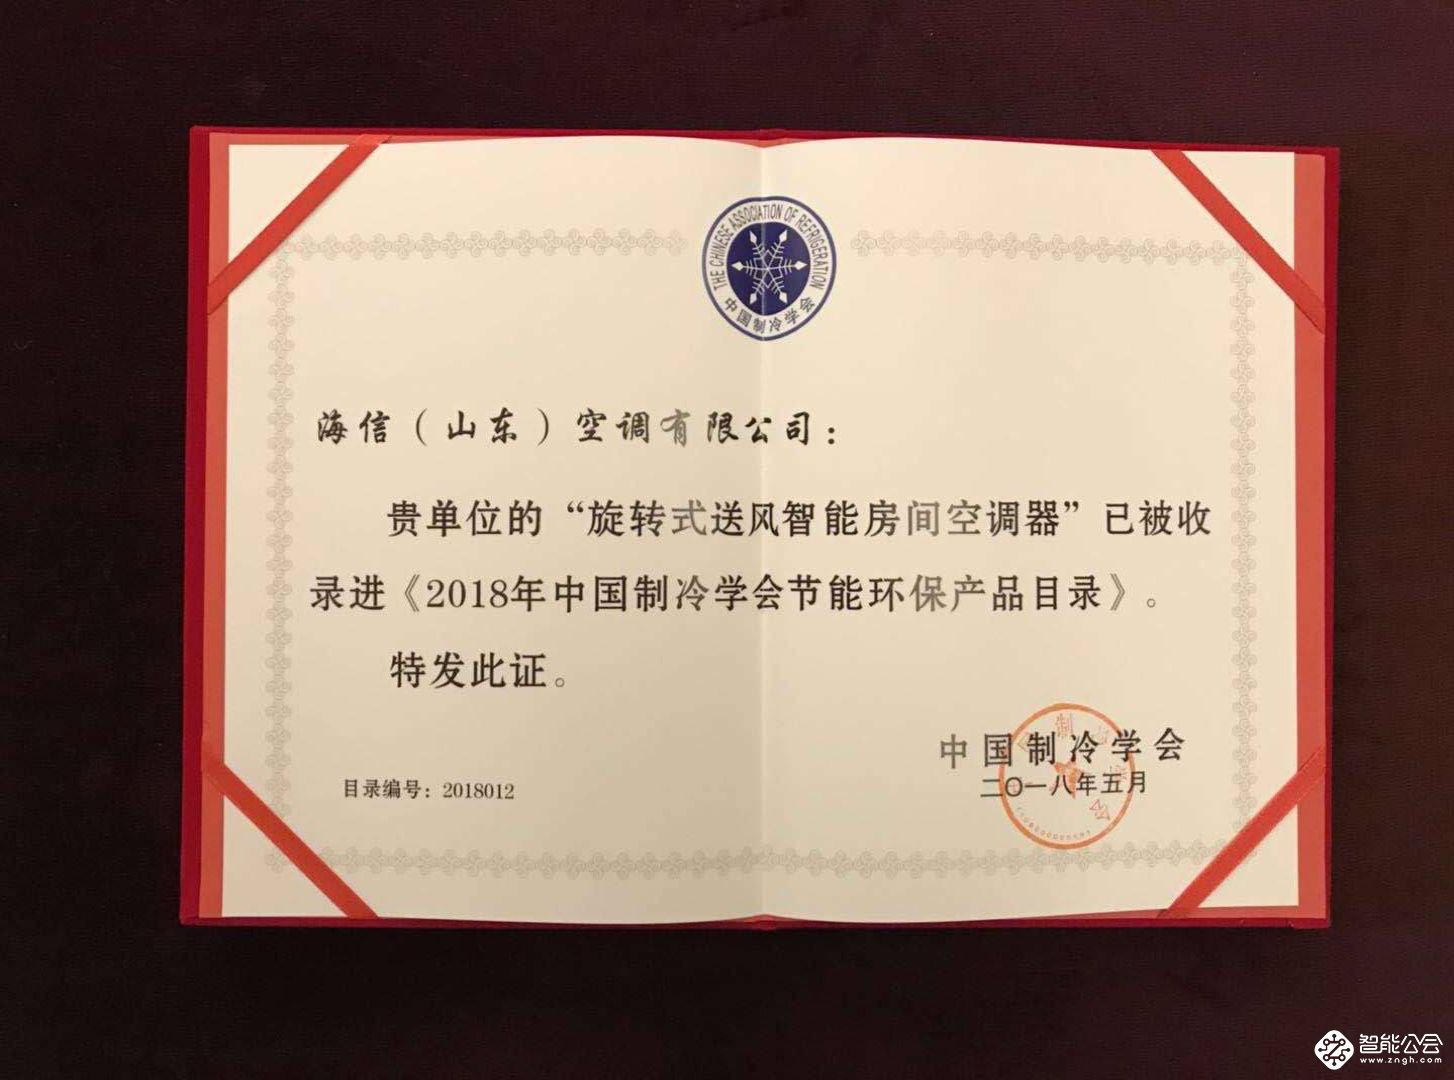 THE CHINESE ASSOCIATION OF REFRIGERATION
中国制冷学会
海信（山东）空调有限公司：
贵单位的“旋转式送风智能房间空调器”已被收
录进《2018年中国制冷学会节能环保产品目录》。
特发此证。
中国制冷学会
二〇一八年五月
目录编号：2018012
智能公会
www.zngh.com